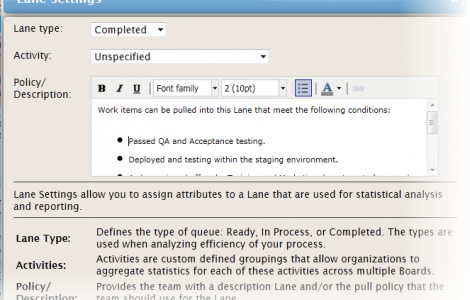 Lane Settings
Lane type: Completed
Activity: Unspecified
Policy/
Description:
B I U Font family 2 (10pt) A
Work items can be pulled into this Lane that meet the following conditions:
Passed QA and Acceptance testing.
Deployed and testing within the staging environment.
Lane Settings allow you to assign attributes to a Lane that are used for statistical analysis
and reporting.
Lane Type: Defines the type of queue: Ready, In Process, or Completed. The types are
used when analyzing efficiency of your process.
Activities: Activities are custom defined groupings that allow organizations to
aggregate statistics for each of these activities across multiple Boards.
Policy/ Provides the team with a description Lane and/or the pull policy that the
Description: team should use for the Lane.